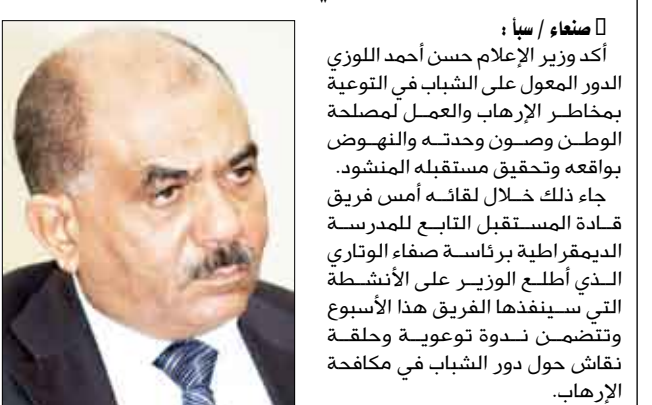 صنعاء / سبأ :
أكد وزير الإعلام حسن أحمد اللوزي
الدور المعول على الشباب في التوعية
بمخاطر الإرهاب والعمل لمصلحة
الوطن وصون وحدته والنهوض
بواقعه وتحقيق مستقبله المنشود.
جاء ذلك خلال لقائه أمس فريق
قادة المستقبل التابع للمدرسة
الديمقراطية برئاسة صفاء الوتاري
الذي أطلع الوزير على الأنشطة
التي سينفذها الفريق هذا الأسبوع
وتتضمن ندوة توعوية وحلقة
نقاش حول دور الشباب في مكافحة
الإرهاب.